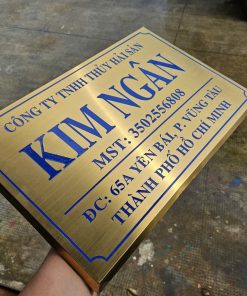 CÔNG TY TNHH THỦY HẢI SẢN
KIM NGÂN
MST: 3502556808
ĐC: 65A YÊN BÁI, P. VŨNG TÀU
THÀNH PHỐ HỒ CHÍ MINH